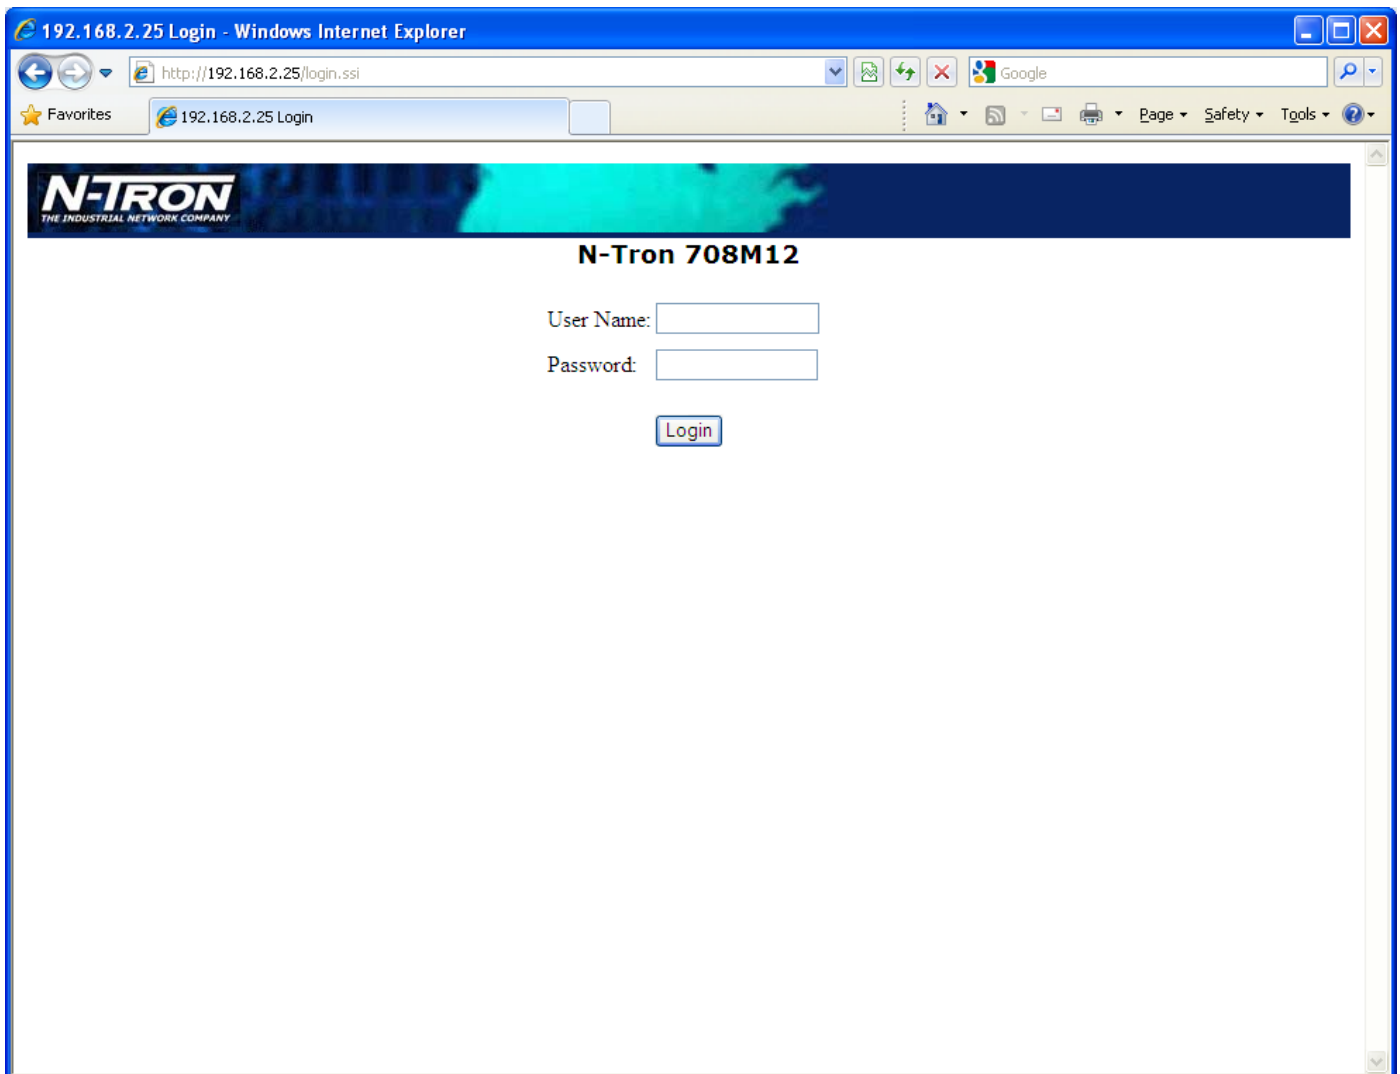 192.168.2.25 Login - Windows Internet Explorer
http://192.168.2.25/login.ssi
Google
Favorites
192.168.2.25 Login
Page
Safety
Tools
N-TRON
THE INDUSTRIAL NETWORK COMPANY
N-Tron 708M12
User Name:
Password:
Login